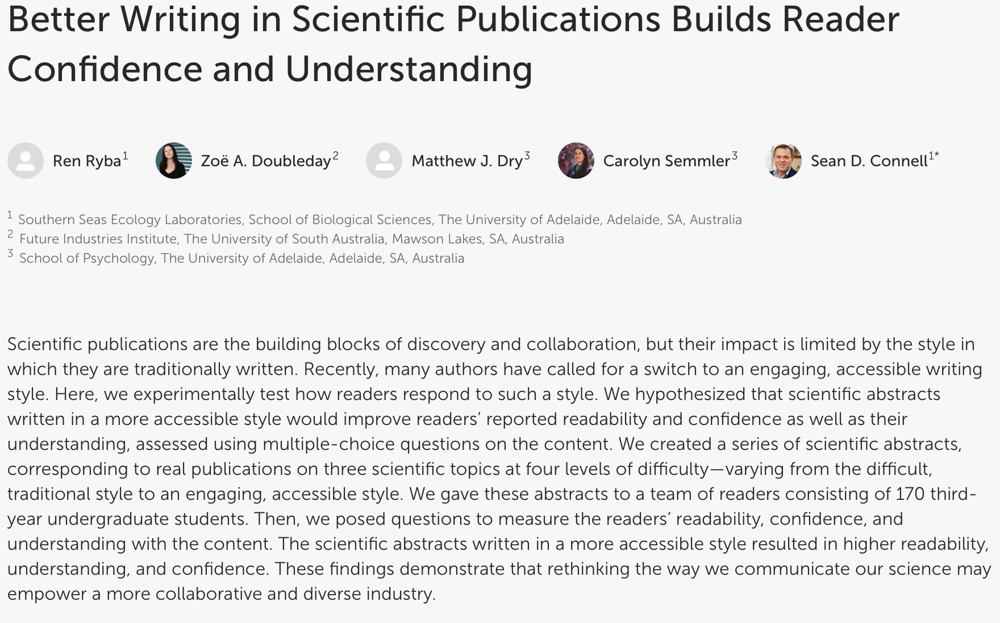 Better Writing in Scientific Publications Builds Reader
Confidence and Understanding
Ren Ryba1 Zoë A. Doubleday2 Matthew J. Dry3 Carolyn Semmler3 Sean D. Connell1*
1 Southern Seas Ecology Laboratories, School of Biological Sciences, The University of Adelaide, Adelaide, SA, Australia
2 Future Industries Institute, The University of South Australia, Mawson Lakes, SA, Australia
3 School of Psychology, The University of Adelaide, Adelaide, SA, Australia
Scientific publications are the building blocks of discovery and collaboration, but their impact is limited by the style in
which they are traditionally written. Recently, many authors have called for a switch to an engaging, accessible writing
style. Here, we experimentally test how readers respond to such a style. We hypothesized that scientific abstracts
written in a more accessible style would improve readers’ reported readability and confidence as well as their
understanding, assessed using multiple-choice questions on the content. We created a series of scientific abstracts,
corresponding to real publications on three scientific topics at four levels of difficulty—varying from the difficult,
traditional style to an engaging, accessible style. We gave these abstracts to a team of readers consisting of 170 third-
year undergraduate students. Then, we posed questions to measure the readers’ readability, confidence, and
understanding with the content. The scientific abstracts written in a more accessible style resulted in higher readability,
understanding, and confidence. These findings demonstrate that rethinking the way we communicate our science may
empower a more collaborative and diverse industry.